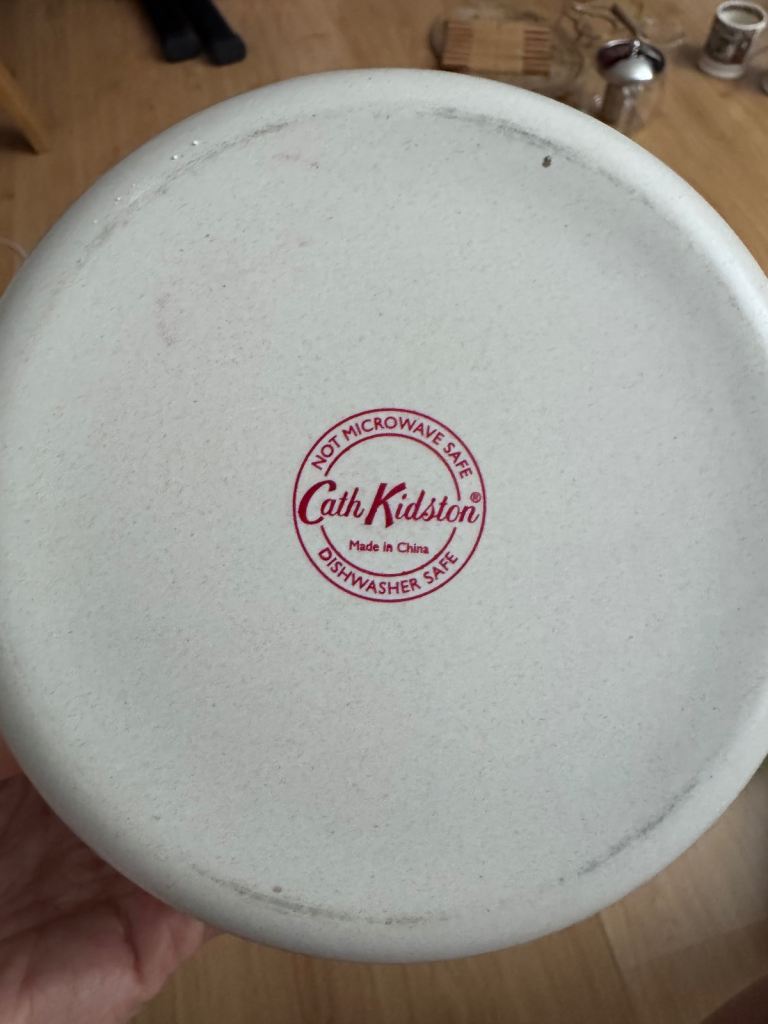 NOT MICROWAVE SAFE
Cath Kidston®
Made in China
DISHWASHER SAFE